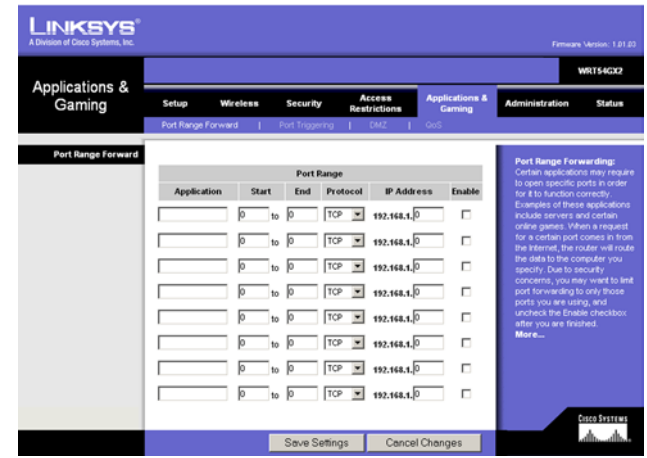 LINKSYS®
A Division of Cisco Systems, Inc.
Firmware Version: 1.01.03
WRT54GX2
Applications & Gaming
Setup Wireless Security Access Restrictions Applications & Gaming Administration Status
Port Range Forward | Port Triggering | DMZ | QoS
Port Range Forward
Port Range
Application Start End Protocol IP Address Enable
0 to 0 TCP 192.168.1.0
0 to 0 TCP 192.168.1.0
0 to 0 TCP 192.168.1.0
0 to 0 TCP 192.168.1.0
0 to 0 TCP 192.168.1.0
0 to 0 TCP 192.168.1.0
0 to 0 TCP 192.168.1.0
0 to 0 TCP 192.168.1.0
Port Range Forwarding:
Certain applications may require
to open specific ports in order
for it to function correctly.
Examples of these applications
include servers and certain
online games. When a request
for a certain port comes in from
the Internet, the router will route
the data to the computer you
specify. Due to security
concerns, you may want to limit
port forwarding to only those
ports you are using, and
uncheck the Enable checkbox
after you are finished.
More...
Save Settings Cancel Changes
CISCO SYSTEMS